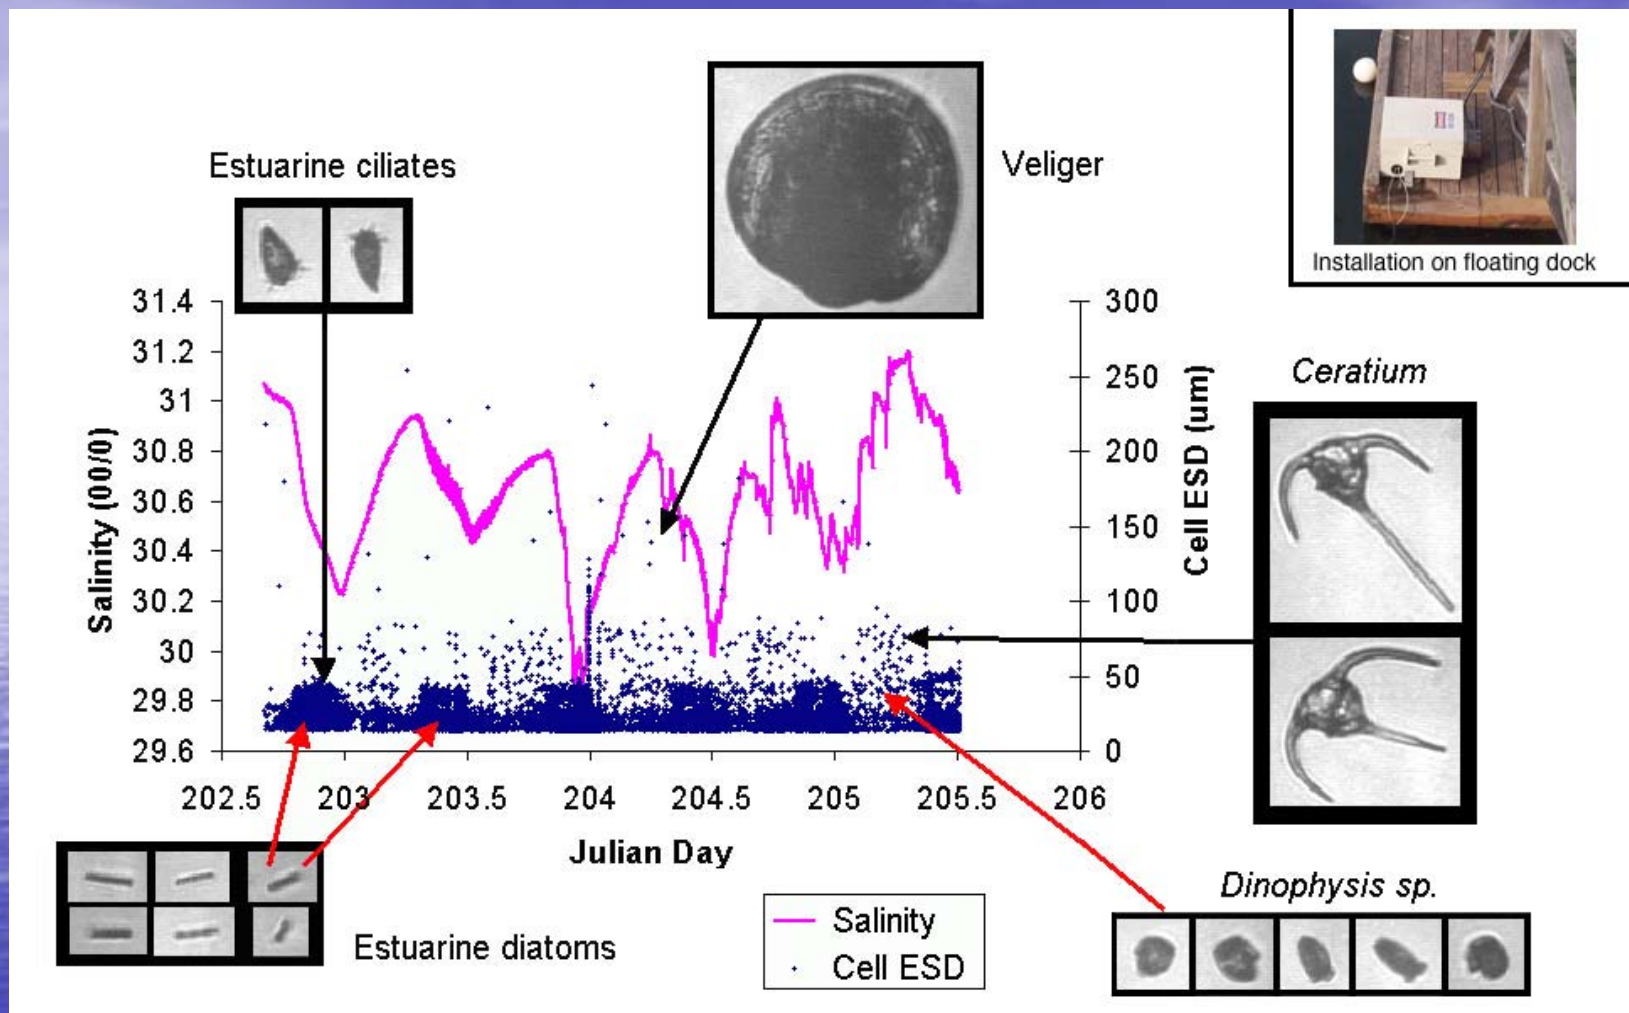 Installation on floating dock
Estuarine ciliates
Veliger
Ceratium
31.4
31.2
31
30.8
30.6
30.4
30.2
30
29.8
29.6
Salinity (00/0)
300
250
200
150
100
50
0
Cell ESD (um)
202.5 203 203.5 204 204.5 205 205.5 206
Julian Day
Salinity
Cell ESD
Estuarine diatoms
Dinophysis sp.